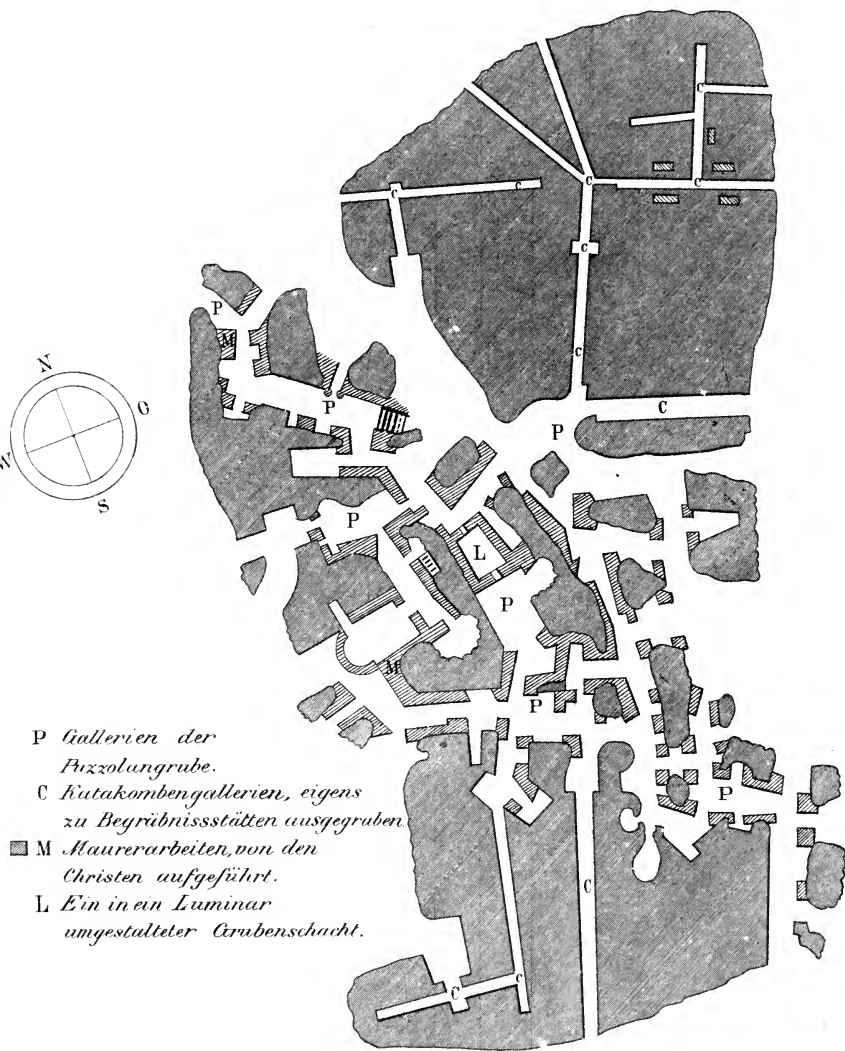 C
C
C
C
C
C
C
C
C
P
M
P
N
O
W
S
C
P
P
L
P
M
P
P
P Gallerien der
Puzzolangrube.
C Katakombengallerien, eigens
zu Begräbnissstätten ausgegraben
M Maurerarbeiten, von den
Christen aufgeführt.
L Ein in ein Luminar
umgestalteter Grubenschacht.
C
C
C